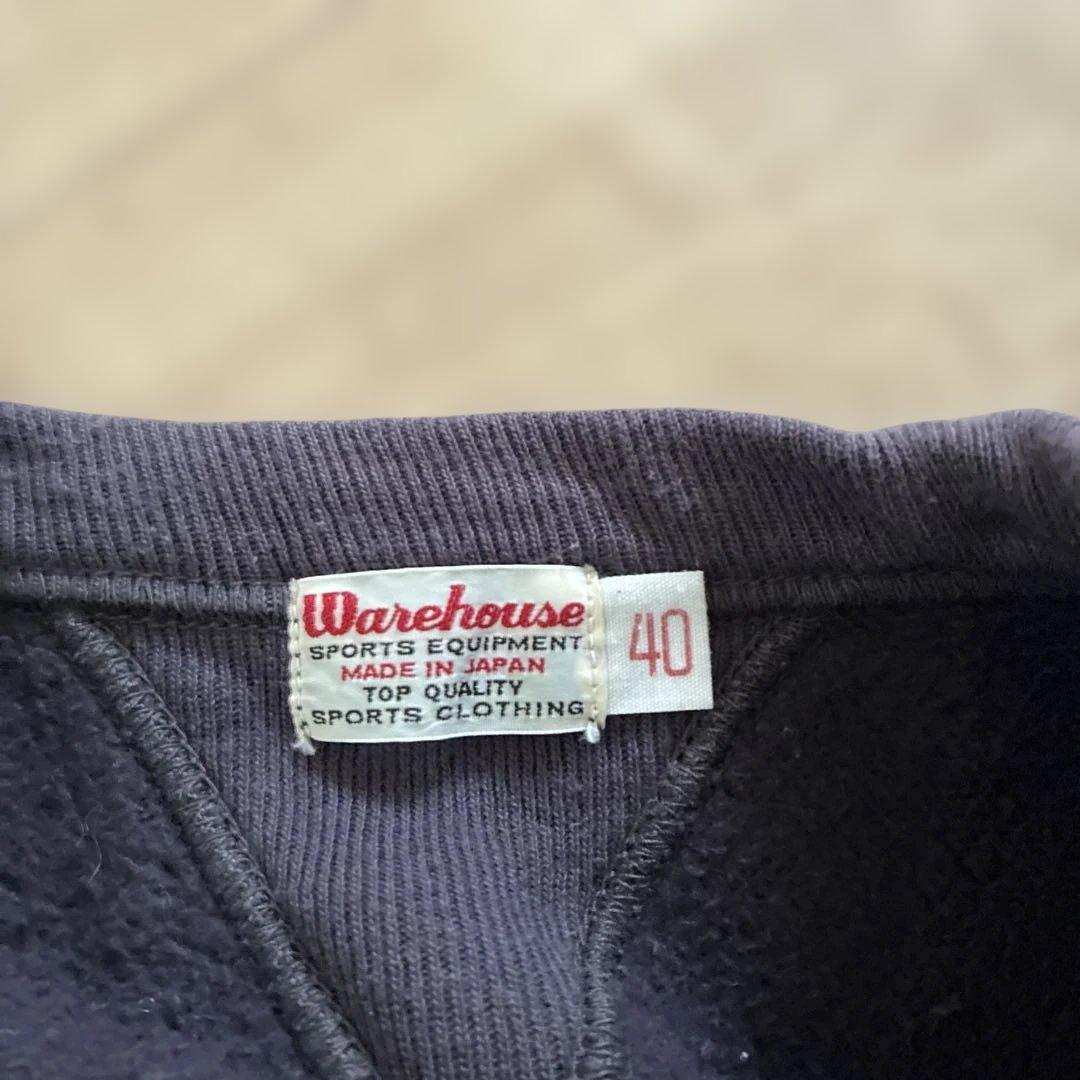 Warehouse
SPORTS EQUIPMENT
MADE IN JAPAN
TOP QUALITY
SPORTS CLOTHING
40